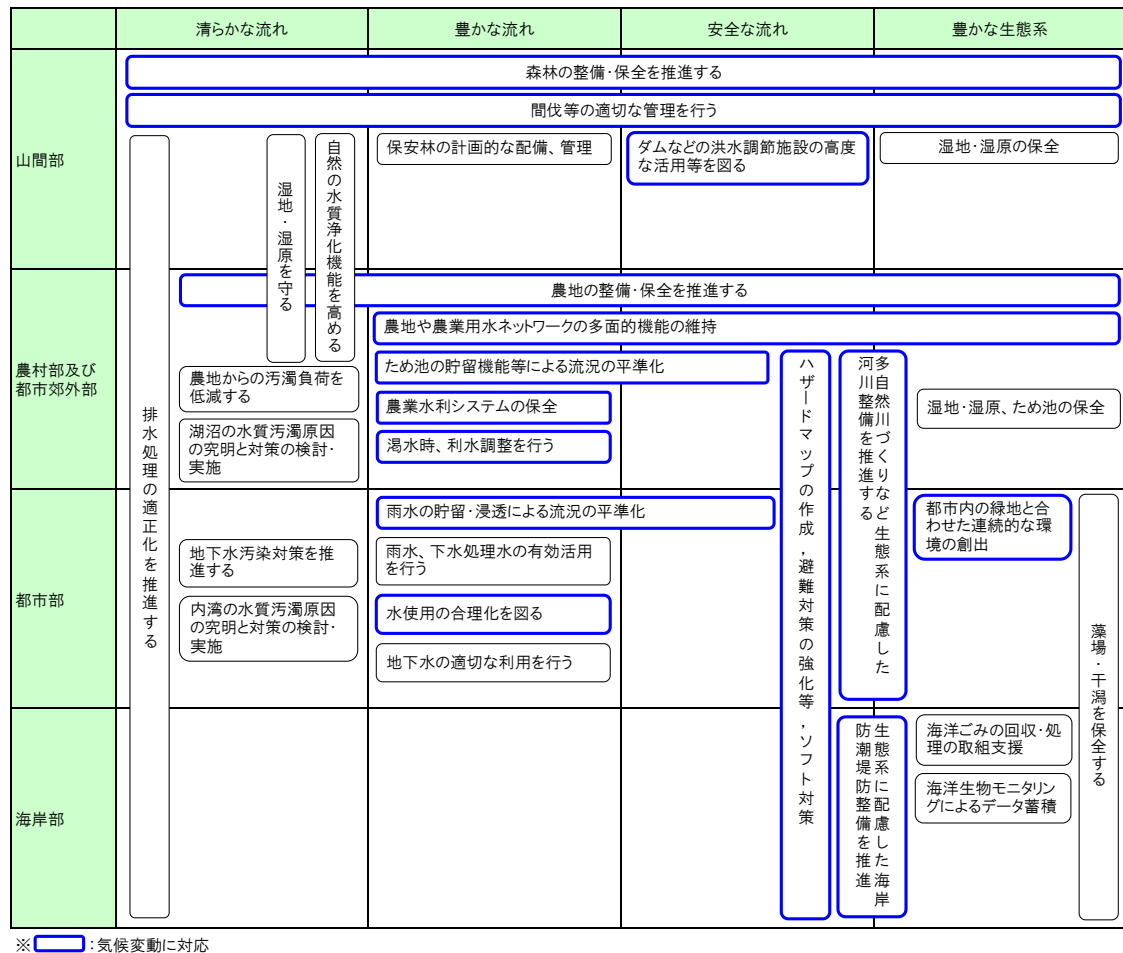 清らかな流れ
豊かな流れ
安全な流れ
豊かな生態系
山間部
森林の整備・保全を推進する
間伐等の適切な管理を行う
排水処理の適正化を推進する
湿地・湿原を守る
自然の水質浄化機能を高める
保安林の計画的な配備、管理
ダムなどの洪水調節施設の高度
な活用等を図る
湿地・湿原の保全
農村部及び
都市郊外部
農地の整備・保全を推進する
農地や農業用水ネットワークの多面的機能の維持
ため池の貯留機能等による流況の平準化
農地からの汚濁負荷を
低減する
農業水利システムの保全
湖沼の水質汚濁原因
の究明と対策の検討・
実施
渇水時、利水調整を行う
ハザードマップの作成，避難対策の強化等，ソフト対策
多自然川づくりなど生態系に配慮した
河川整備を推進する
湿地・湿原、ため池の保全
都市部
雨水の貯留・浸透による流況の平準化
地下水汚染対策を推
進する
雨水、下水処理水の有効活用
を行う
内湾の水質汚濁原因
の究明と対策の検討・
実施
水使用の合理化を図る
地下水の適切な利用を行う
都市内の緑地と合
わせた連続的な環
境の創出
藻場・干潟を保全する
海岸部
生態系に配慮した海岸
防潮堤防整備を推進
海洋ごみの回収・処
理の取組支援
海洋生物モニタリン
グによるデータ蓄積
※　：気候変動に対応